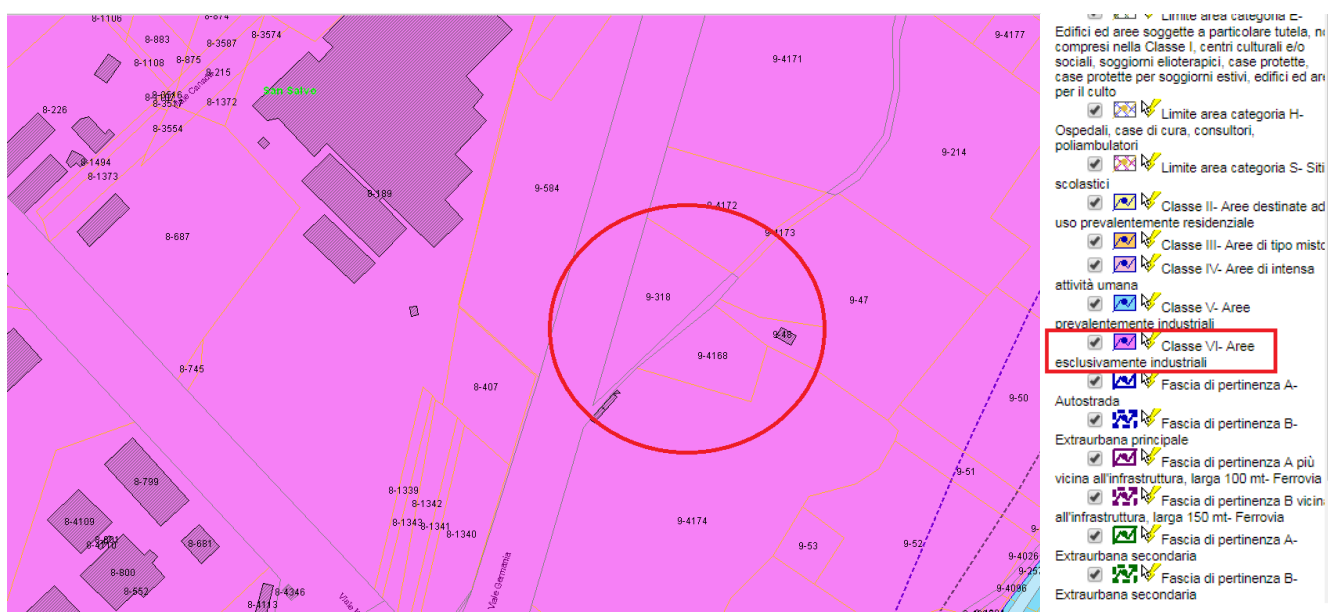 8-1106
8-874
8-883
8-3587
8-3574
8-1108
8-875
8-215
9-4177
9-4171
8-1372
8-226
8-3554
8-1494
8-1373
9-214
8-189
9-584
9-4172
9-4173
8-687
9-318
9-47
9-48
9-4168
8-745
8-407
9-50
9-51
8-799
8-1339
8-1342
8-1343
8-1341
8-1340
9-4174
8-4109
8-681
9-53
9-52
8-800
8-552
8-4346
8-4113
Viale Germania
9-4026
9-4096
Limite area categoria E-
Edifici ed aree soggette a particolare tutela, no
compresi nella Classe I, centri culturali e/o
sociali, soggiorni elioterapici, case protette,
case protette per soggiorni estivi, edifici ed are
per il culto
Limite area categoria H-
Ospedali, case di cura, consultori,
poliambulatori
Limite area categoria S- Siti
scolastici
Classe II- Aree destinate ad
uso prevalentemente residenziale
Classe III- Aree di tipo misto
Classe IV- Aree di intensa
attività umana
Classe V- Aree
prevalentemente industriali
Classe VI- Aree
esclusivamente industriali
Fascia di pertinenza A-
Autostrada
Fascia di pertinenza B-
Extraurbana principale
Fascia di pertinenza A più
vicina all'infrastruttura, larga 100 mt- Ferrovia
Fascia di pertinenza B vicina
all'infrastruttura, larga 150 mt- Ferrovia
Fascia di pertinenza A-
Extraurbana secondaria
Fascia di pertinenza B-
Extraurbana secondaria